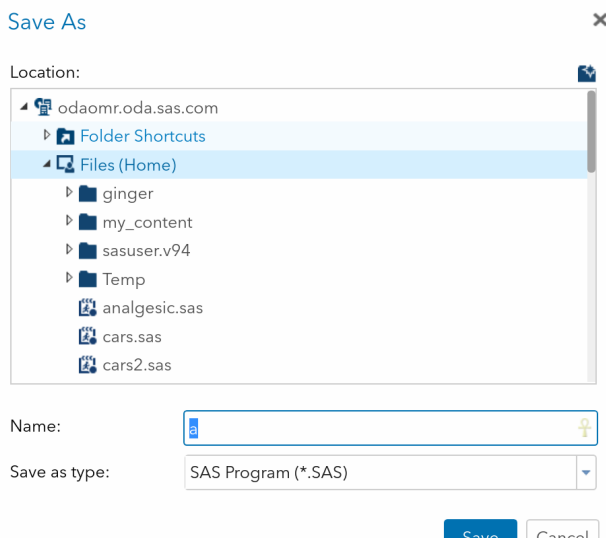 Save As
Location:
odaomr.oda.sas.com
Folder Shortcuts
Files (Home)
ginger
my_content
sasuser.v94
Temp
analgesic.sas
cars.sas
cars2.sas
Name:
a
Save as type:
SAS Program (*.SAS)
Save Cancel